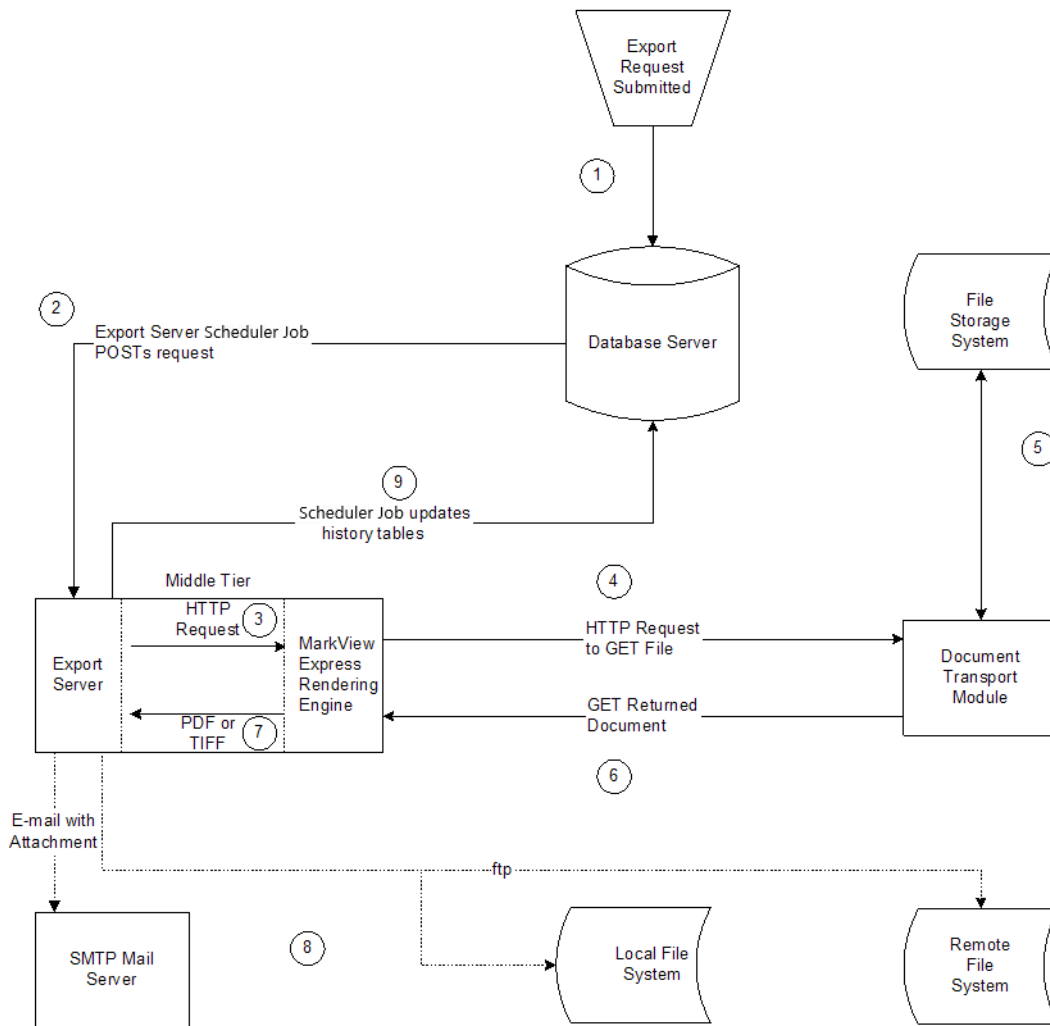 Export
Request
Submitted
1
2
Export Server Scheduler Job
POSTs request
Database Server
File
Storage
System
5
9
Scheduler Job updates
history tables
Middle Tier
4
HTTP
Request
3
Export
Server
MarkView
Express
Rendering
Engine
HTTP Request
to GET File
Document
Transport
Module
PDF or
TIFF
7
GET Returned
Document
6
E-mail with
Attachment
ftp
SMTP Mail
Server
8
Local File
System
Remote
File
System